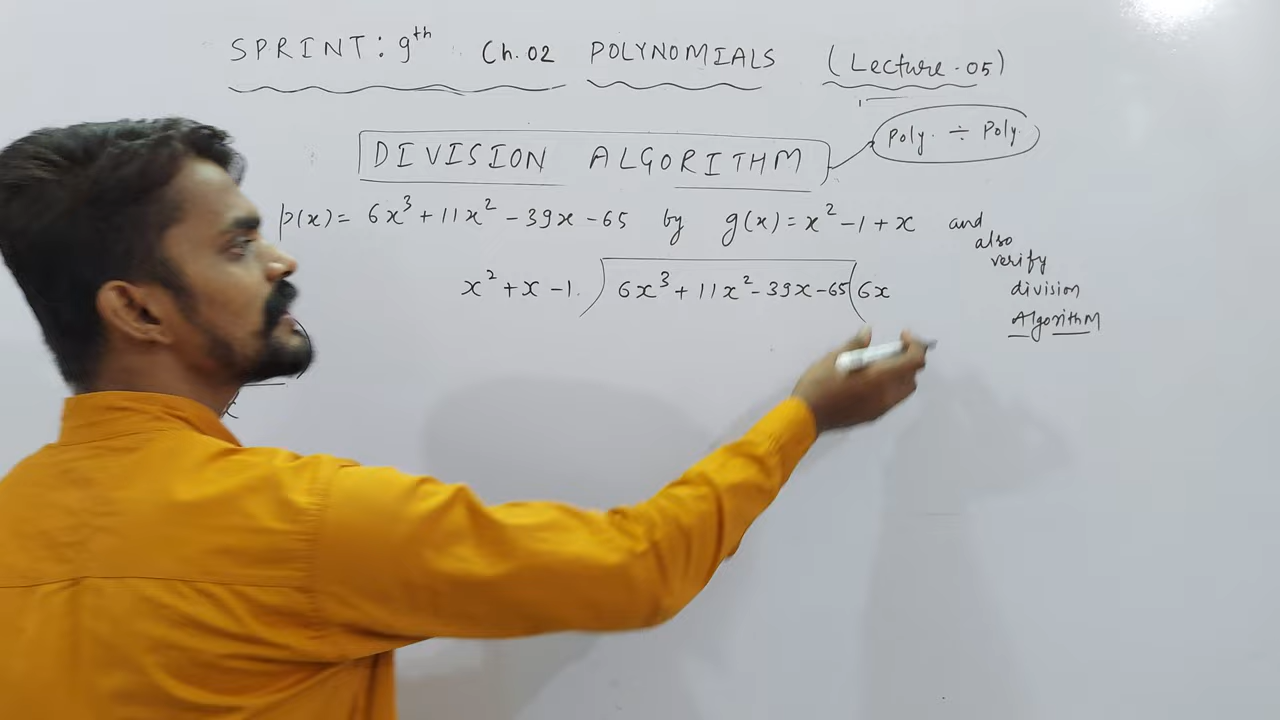 SPRINT: 9th Ch.02 POLYNOMIALS (Lecture-05)
DIVISION ALGORITHM
Poly. ÷ Poly.
p(x) = 6x³ + 11x² - 39x - 65 by g(x) = x² - 1 + x and
also
verify
division
AlgorithM
x² + x - 1 ) 6x³ + 11x² - 39x - 65 ( 6x